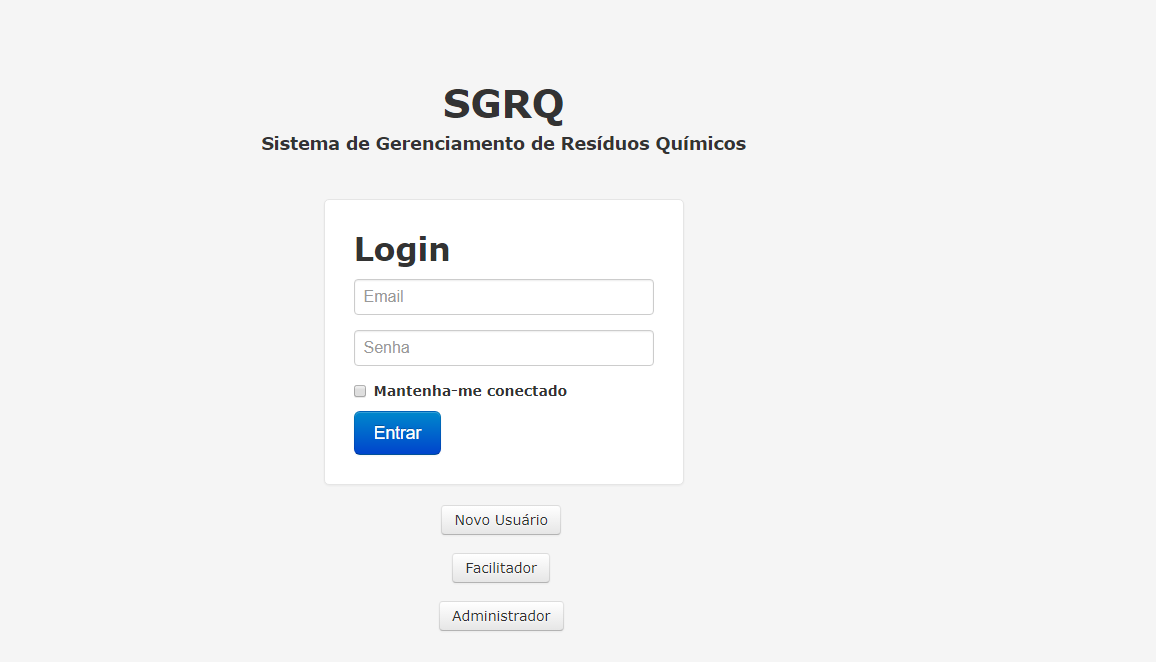 SGRQ
Sistema de Gerenciamento de Resíduos Químicos
Login
Email
Senha
Mantenha-me conectado
Entrar
Novo Usuário
Facilitador
Administrador